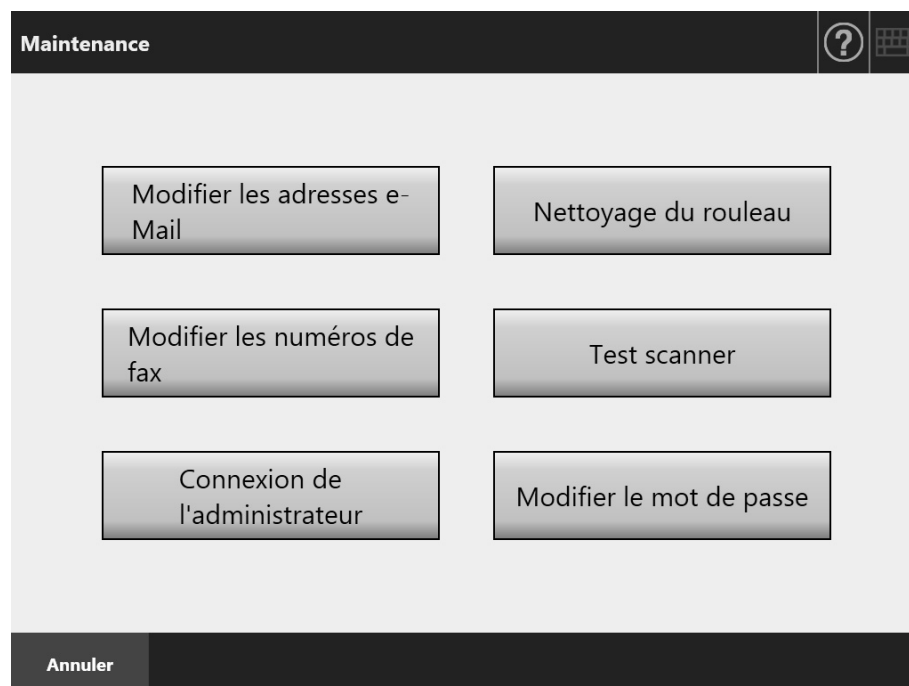 Maintenance
Modifier les adresses e-
Mail
Nettoyage du rouleau
Modifier les numéros de
fax
Test scanner
Connexion de
l'administrateur
Modifier le mot de passe
Annuler